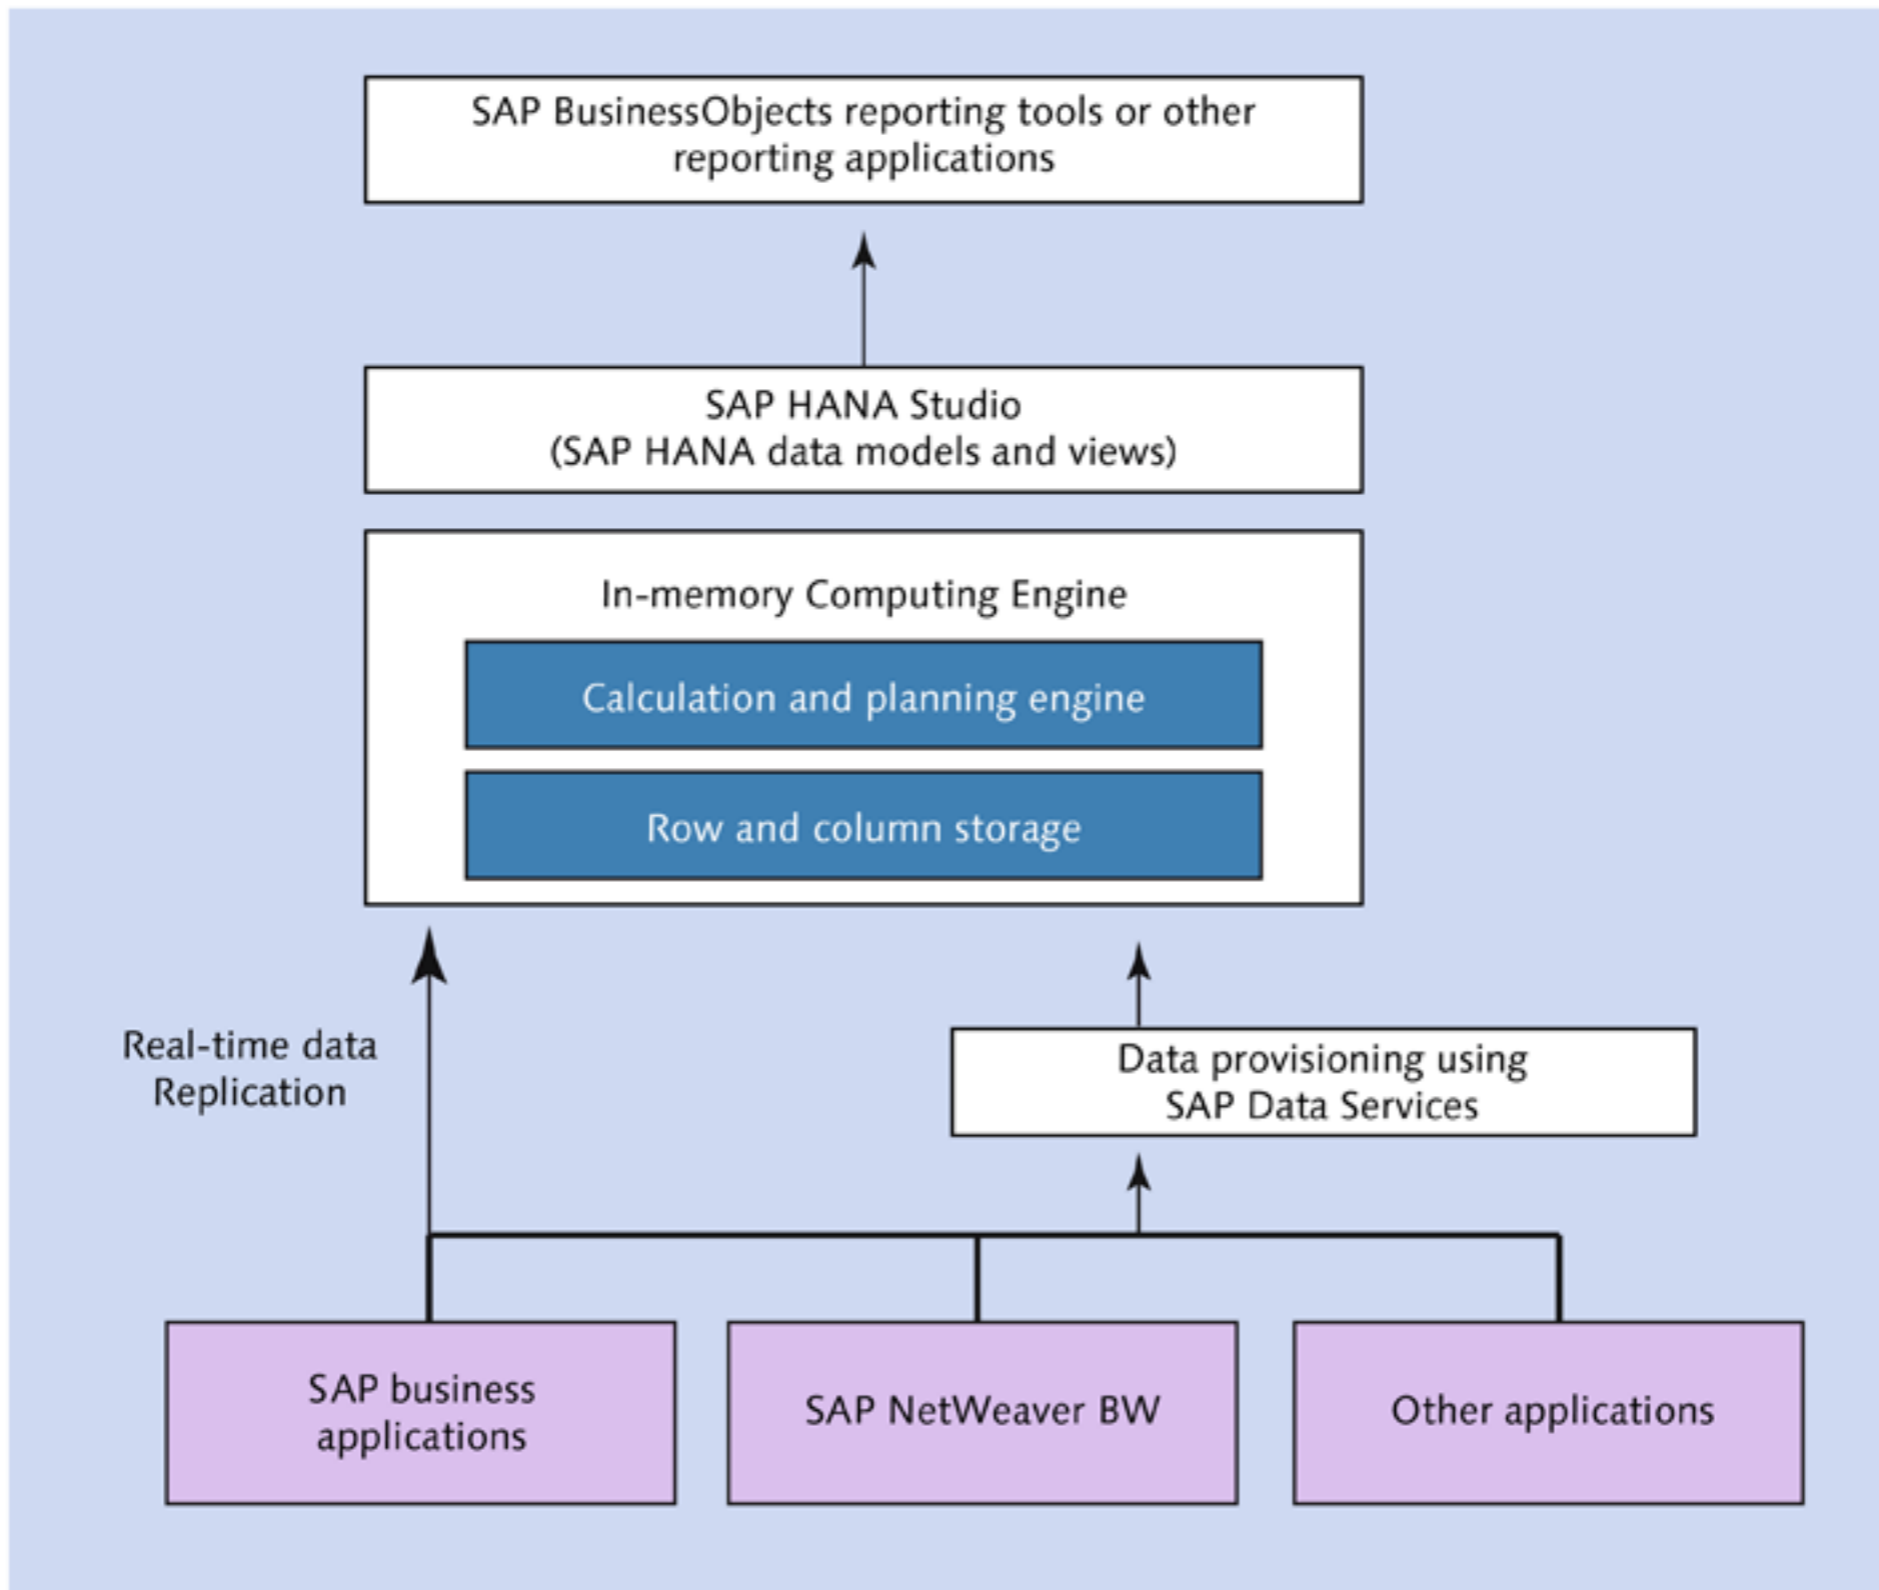 SAP BusinessObjects reporting tools or other
reporting applications
SAP HANA Studio
(SAP HANA data models and views)
In-memory Computing Engine
Calculation and planning engine
Row and column storage
Real-time data
Replication
Data provisioning using
SAP Data Services
SAP business
applications
SAP NetWeaver BW
Other applications